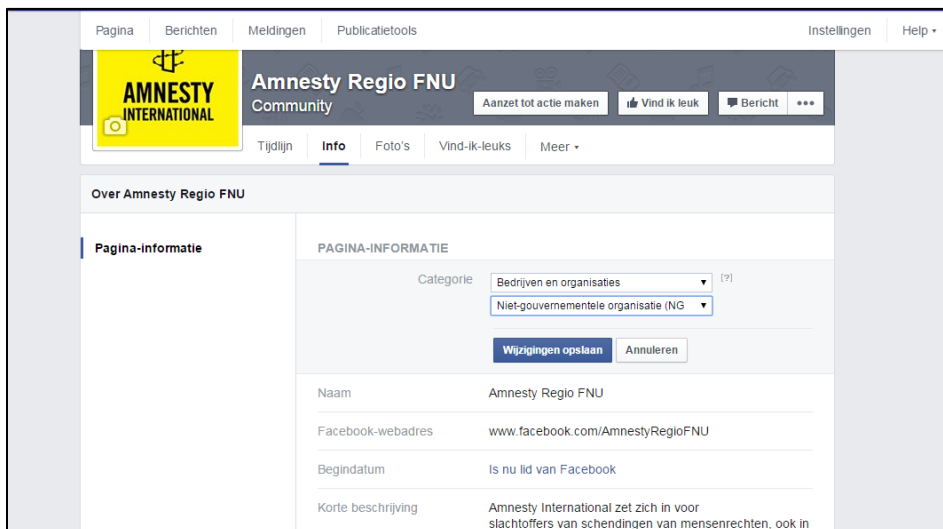 Pagina Berichten Meldingen Publicatietools Instellingen Help
AMNESTY
INTERNATIONAL
Amnesty Regio FNU
Community
Aanzet tot actie maken Vind ik leuk Bericht •••
Tijdlijn Info Foto's Vind-ik-leuks Meer
Over Amnesty Regio FNU
Pagina-informatie
PAGINA-INFORMATIE
Categorie Bedrijven en organisaties [?]
Niet-gouvernementele organisatie (NG
Wijzigingen opslaan Annuleren
Naam Amnesty Regio FNU
Facebook-webadres www.facebook.com/AmnestyRegioFNU
Begindatum Is nu lid van Facebook
Korte beschrijving Amnesty International zet zich in voor
slachtoffers van schendingen van mensenrechten, ook in